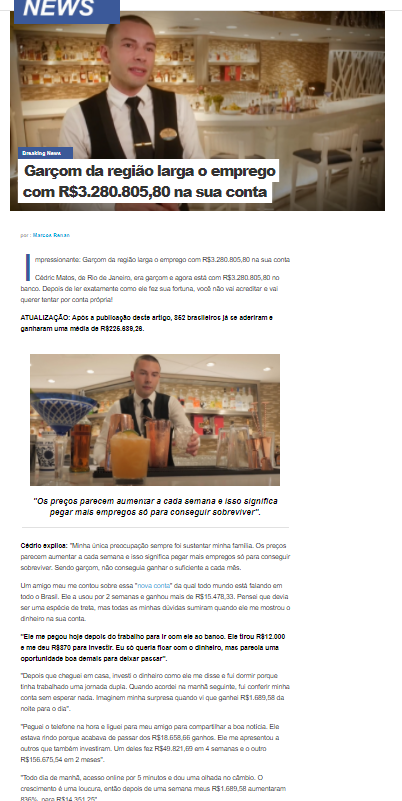 NEWS
Breaking News
Garçom da região larga o emprego
com R$3.280.805,80 na sua conta
por : Marcos Renan
Impressionante: Garçom da região larga o emprego com R$3.280.805,80 na sua conta
Cédric Matos, de Rio de Janeiro, era garçom e agora está com R$3.280.805,80 no
banco. Depois de ler exatamente como ele fez sua fortuna, você não vai acreditar e vai
querer tentar por conta própria!
ATUALIZAÇÃO: Após a publicação deste artigo, 352 brasileiros já se aderiram e
ganharam uma média de R$225.639,26.
"Os preços parecem aumentar a cada semana e isso significa
pegar mais empregos só para conseguir sobreviver".
Cédric explica: "Minha única preocupação sempre foi sustentar minha família. Os preços
parecem aumentar a cada semana e isso significa pegar mais empregos só para conseguir
sobreviver. Sendo garçom, não conseguia ganhar o suficiente a cada mês.
Um amigo meu me contou sobre essa "nova conta" da qual todo mundo está falando em
todo o Brasil. Ele a usou por 2 semanas e ganhou mais de R$15.478,33. Pensei que devia
ser uma espécie de treta, mas todas as minhas dúvidas sumiram quando ele me mostrou o
dinheiro na sua conta.
"Ele me pagou hoje depois do trabalho para ir com ele ao banco. Ele tirou R$12.000
e me deu R$870 para investir. Eu só queria ficar com o dinheiro, mas parecia uma
oportunidade boa demais para deixar passar".
"Depois que cheguei em casa, investi o dinheiro como ele me disse e fui dormir porque
tinha trabalhado uma jornada dupla. Quando acordei na manhã seguinte, fui conferir minha
conta sem esperar nada. Imaginem minha surpresa quando vi que ganhei R$1.689,58 da
noite para o dia".
"Peguei o telefone na hora e liguei para meu amigo para compartilhar a boa notícia. Ele
estava rindo porque acabava de passar dos R$18.658,66 ganhos. Ele me apresentou a
outros que também investiram. Um deles fez R$49.821,69 em 4 semanas e o outro
R$156.675,54 em 2 meses".
"Todo dia de manhã, acesso online por 5 minutos e dou uma olhada no câmbio. O
crescimento é uma loucura, então depois de uma semana meus R$1.689,58 aumentaram
836%, para R$14.351,25".